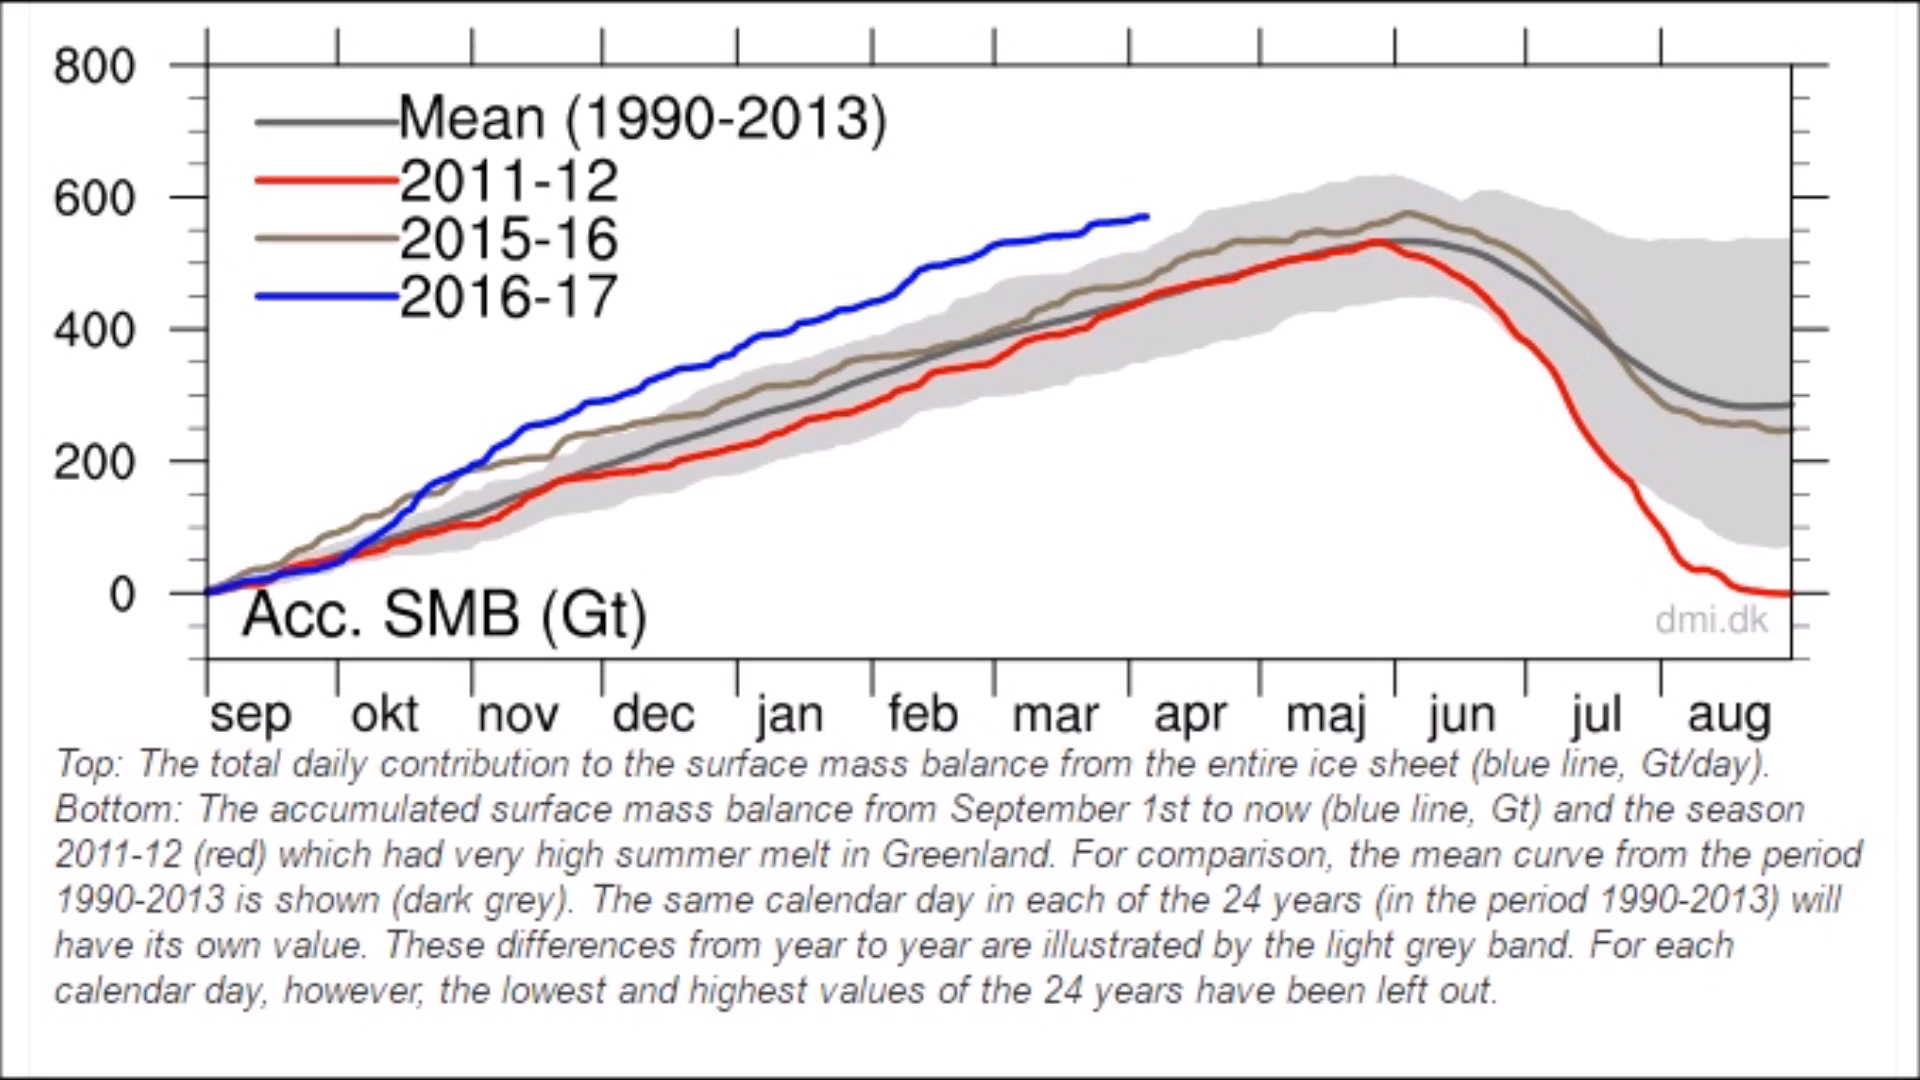 800
Mean (1990-2013)
2011-12
600
2015-16
2016-17
400
200
0
Acc. SMB (Gt)
dmi.dk
sep okt nov dec jan feb mar apr maj jun jul aug
Top: The total daily contribution to the surface mass balance from the entire ice sheet (blue line, Gt/day).
Bottom: The accumulated surface mass balance from September 1st to now (blue line, Gt) and the season
2011-12 (red) which had very high summer melt in Greenland. For comparison, the mean curve from the period
1990-2013 is shown (dark grey). The same calendar day in each of the 24 years (in the period 1990-2013) will
have its own value. These differences from year to year are illustrated by the light grey band. For each
calendar day, however, the lowest and highest values of the 24 years have been left out.